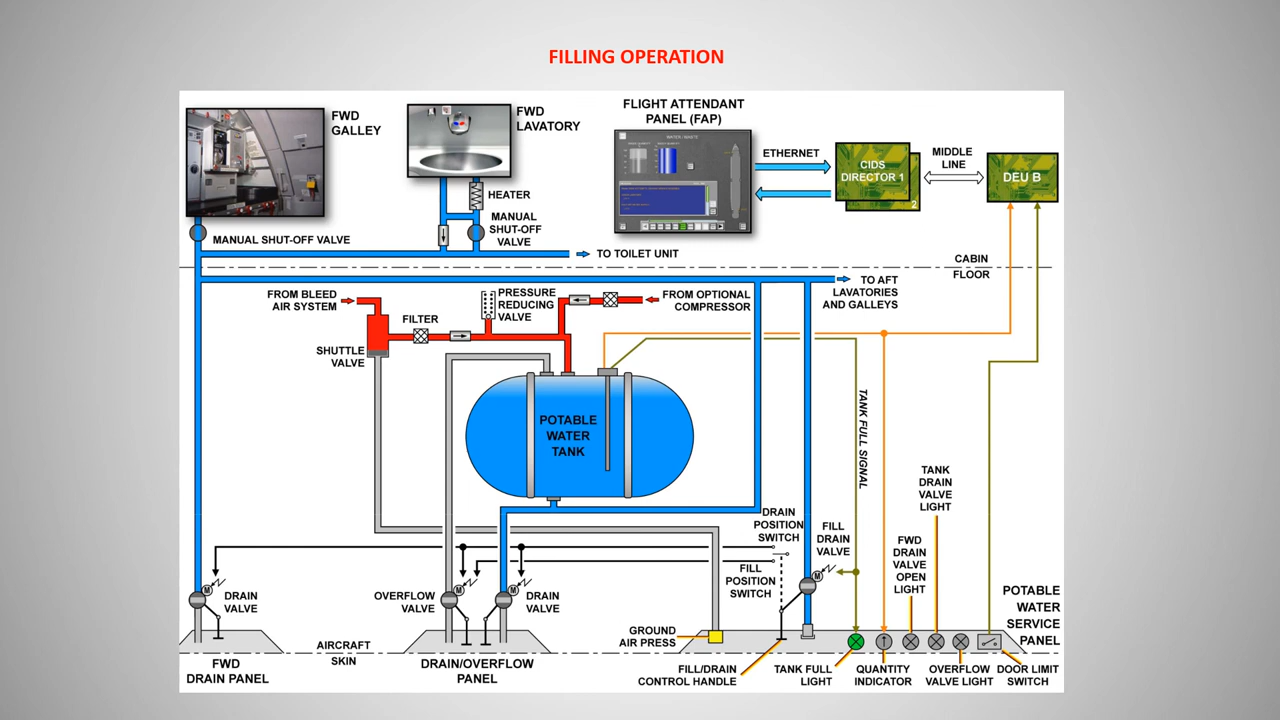 FILLING OPERATION
FWD
GALLEY
FWD
LAVATORY
FLIGHT ATTENDANT
PANEL (FAP)
ETHERNET
CIDS
DIRECTOR 1
2
MIDDLE
LINE
DEU B
HEATER
MANUAL
SHUT-OFF
VALVE
MANUAL SHUT-OFF VALVE
TO TOILET UNIT
CABIN
FLOOR
TO AFT
LAVATORIES
AND GALLEYS
FROM BLEED
AIR SYSTEM
PRESSURE
REDUCING
VALVE
FROM OPTIONAL
COMPRESSOR
FILTER
SHUTTLE
VALVE
POTABLE
WATER
TANK
TANK FULL SIGNAL
TANK
DRAIN
VALVE
LIGHT
DRAIN
POSITION
SWITCH
FILL
DRAIN
VALVE
FWD
DRAIN
VALVE
OPEN
LIGHT
FILL
POSITION
SWITCH
M
DRAIN
VALVE
OVERFLOW
VALVE
M
M
DRAIN
VALVE
M
POTABLE
WATER
SERVICE
PANEL
GROUND
AIR PRESS
AIRCRAFT
SKIN
FWD
DRAIN PANEL
DRAIN/OVERFLOW
PANEL
FILL/DRAIN
CONTROL HANDLE
TANK FULL
LIGHT
QUANTITY
INDICATOR
OVERFLOW
VALVE LIGHT
DOOR LIMIT
SWITCH